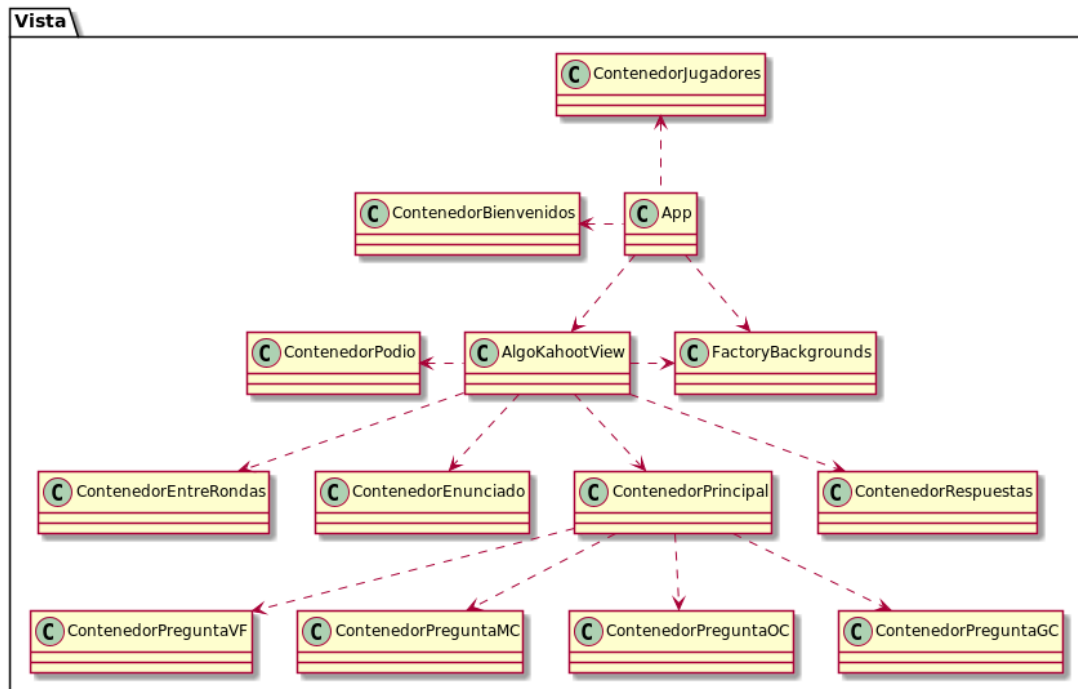 Vista
C ContenedorJugadores
C ContenedorBienvenidos
C App
C ContenedorPodio
C AlgoKahootView
C FactoryBackgrounds
C ContenedorEntreRondas
C ContenedorEnunciado
C ContenedorPrincipal
C ContenedorRespuestas
C ContenedorPreguntaVF
C ContenedorPreguntaMC
C ContenedorPreguntaOC
C ContenedorPreguntaGC